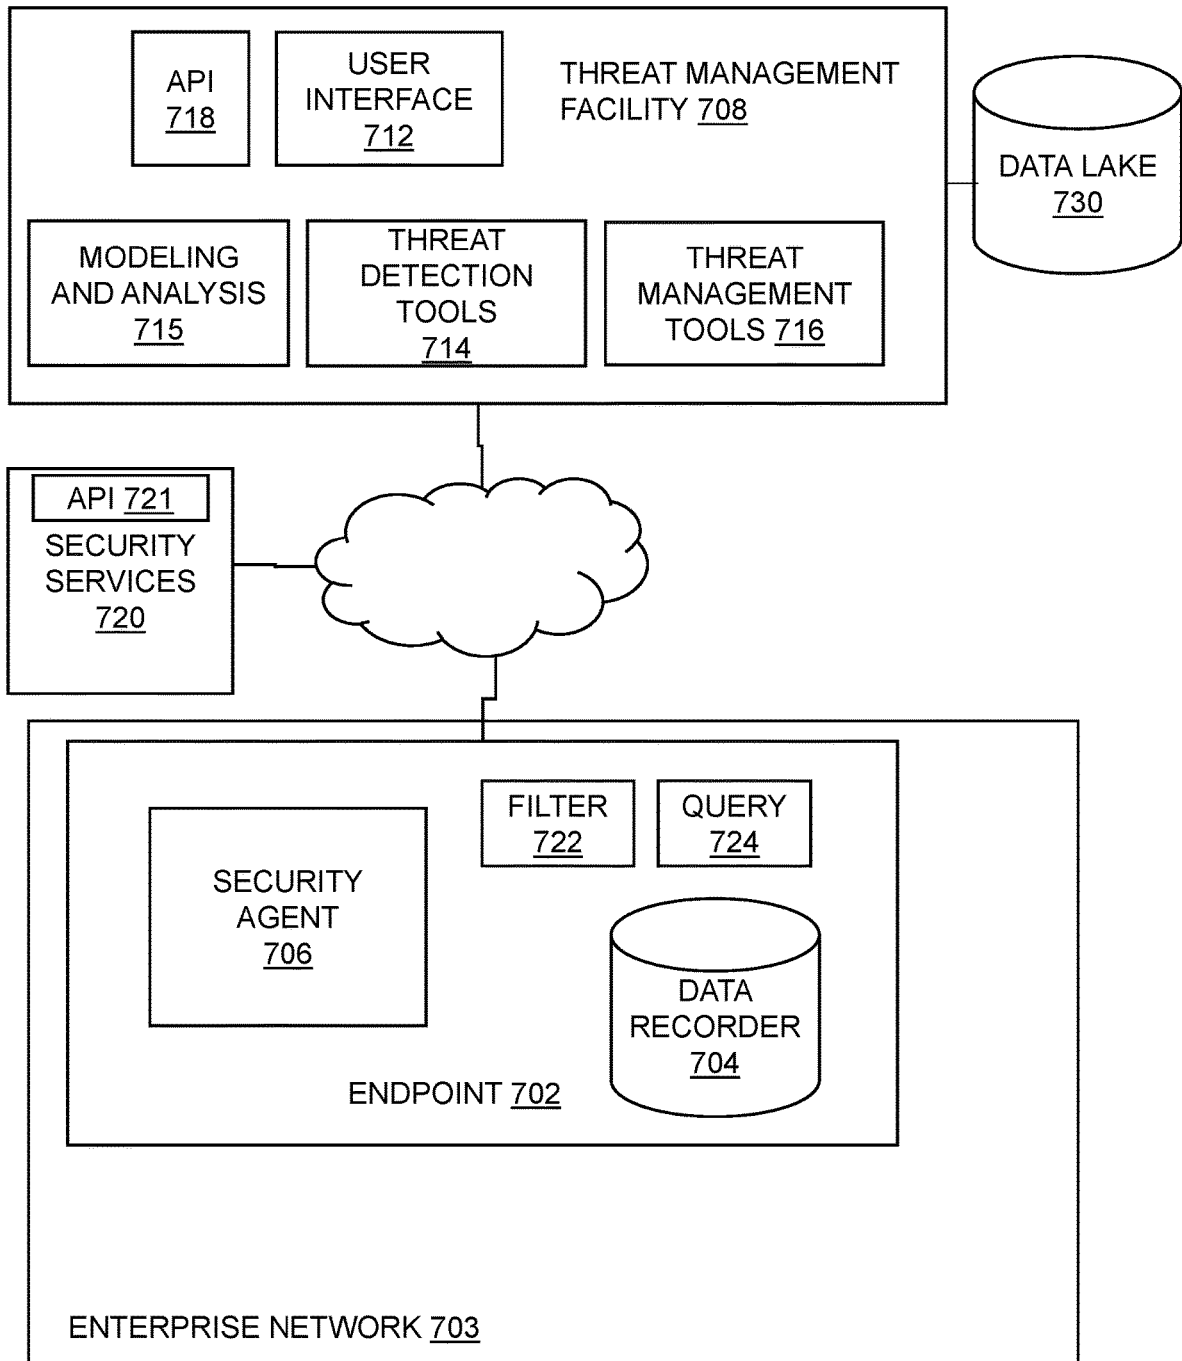 API
718
USER
INTERFACE
712
THREAT MANAGEMENT
FACILITY 708
DATA LAKE
730
MODELING
AND ANALYSIS
715
THREAT
DETECTION
TOOLS
714
THREAT
MANAGEMENT
TOOLS 716
API 721
SECURITY
SERVICES
720
FILTER
722
QUERY
724
SECURITY
AGENT
706
DATA
RECORDER
704
ENDPOINT 702
ENTERPRISE NETWORK 703